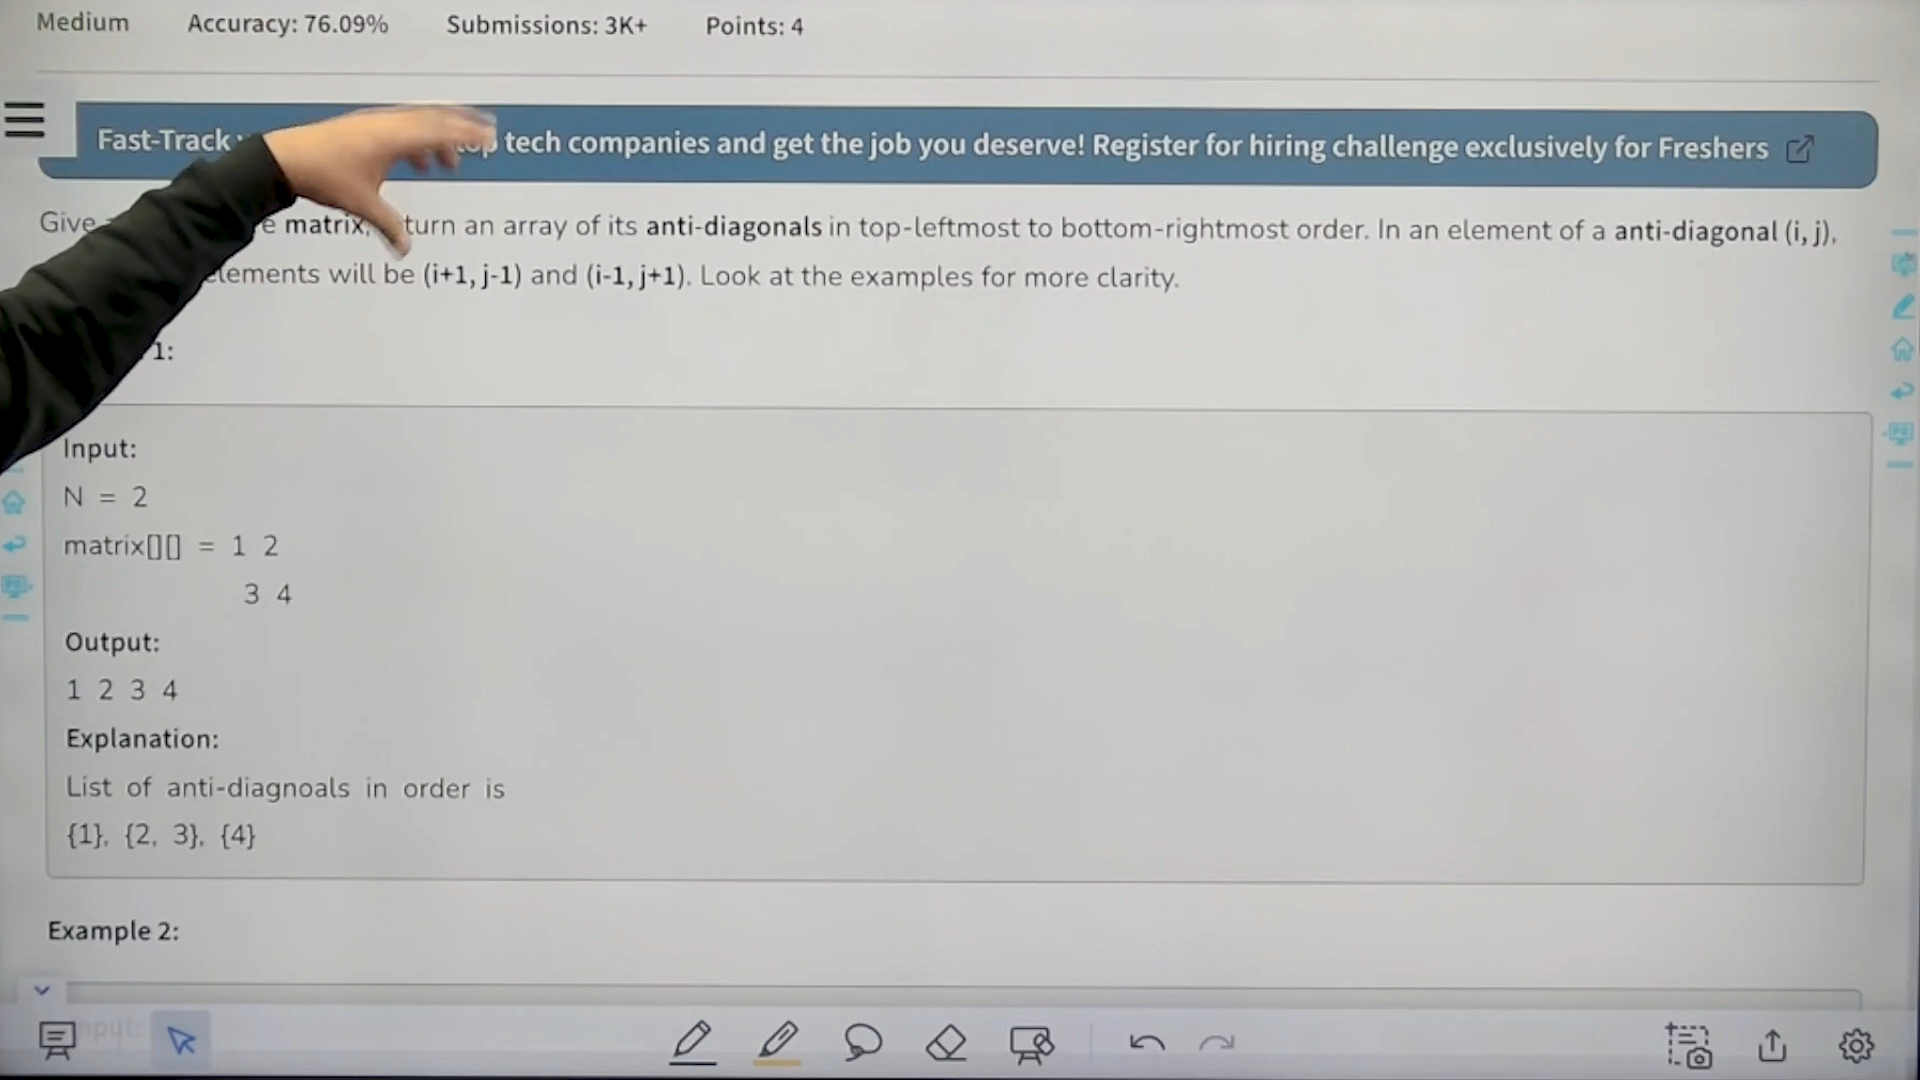 Medium Accuracy: 76.09% Submissions: 3K+ Points: 4
Fast-Track top tech companies and get the job you deserve! Register for hiring challenge exclusively for Freshers
Give matrix, turn an array of its anti-diagonals in top-leftmost to bottom-rightmost order. In an element of a anti-diagonal (i, j),
elements will be (i+1, j-1) and (i-1, j+1). Look at the examples for more clarity.
1:
Input:
N = 2
matrix[][] = 1 2
3 4
Output:
1 2 3 4
Explanation:
List of anti-diagnoals in order is
{1}, {2, 3}, {4}
Example 2:
Input: